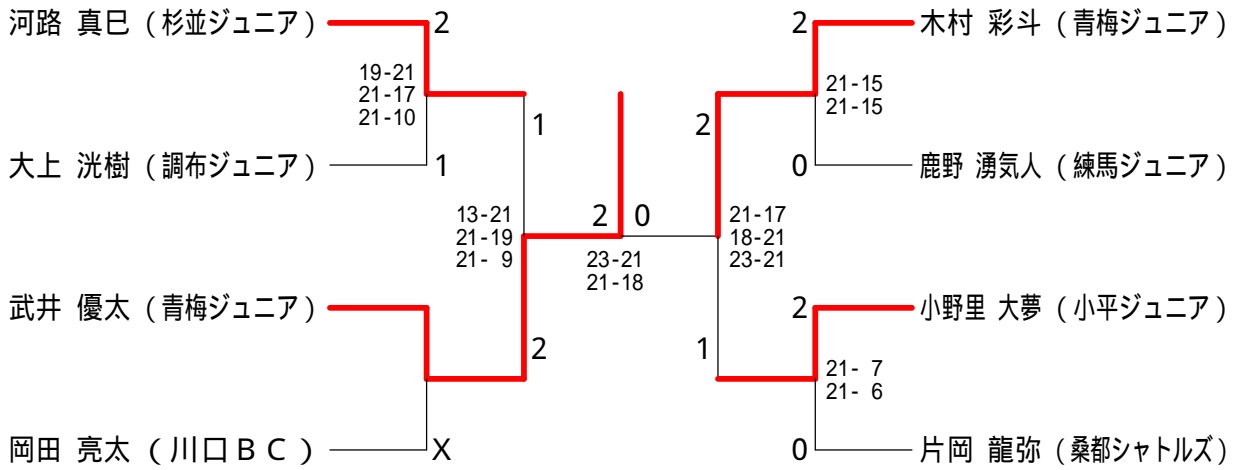 河路 真巳 (杉並ジュニア) 2
2 木村 彩斗 (青梅ジュニア)
19-21
21-17
21-10
21-15
21-15
1
2
大上 洸樹 (調布ジュニア) 1
0 鹿野 湧気人 (練馬ジュニア)
13-21
21-19
21- 9
2 0
23-21
21-18
21-17
18-21
23-21
武井 優太 (青梅ジュニア)
2 小野里 大夢 (小平ジュニア)
2
1
21- 7
21- 6
岡田 亮太 (川口BC) X
0 片岡 龍弥 (桑都シャトルズ)